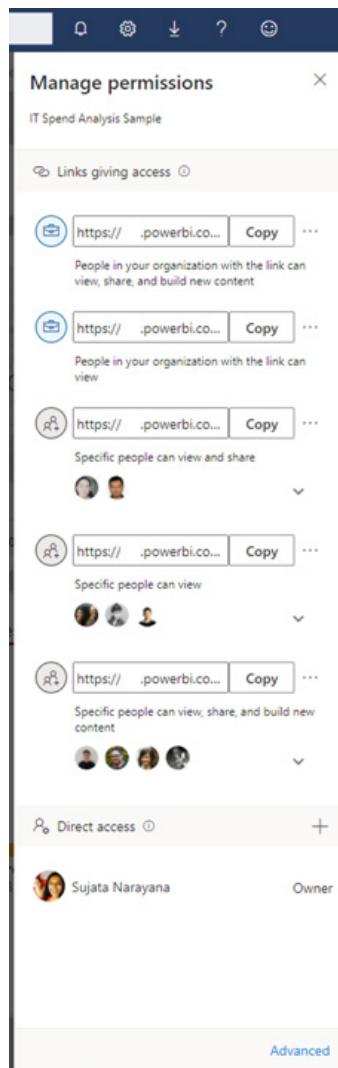 Manage permissions
IT Spend Analysis Sample
Links giving access
https:// .powerbi.co... Copy ...
People in your organization with the link can
view, share, and build new content
https:// .powerbi.co... Copy ...
People in your organization with the link can
view
https:// .powerbi.co... Copy ...
Specific people can view and share
https:// .powerbi.co... Copy ...
Specific people can view
https:// .powerbi.co... Copy ...
Specific people can view, share, and build new
content
Direct access
Sujata Narayana Owner
Advanced